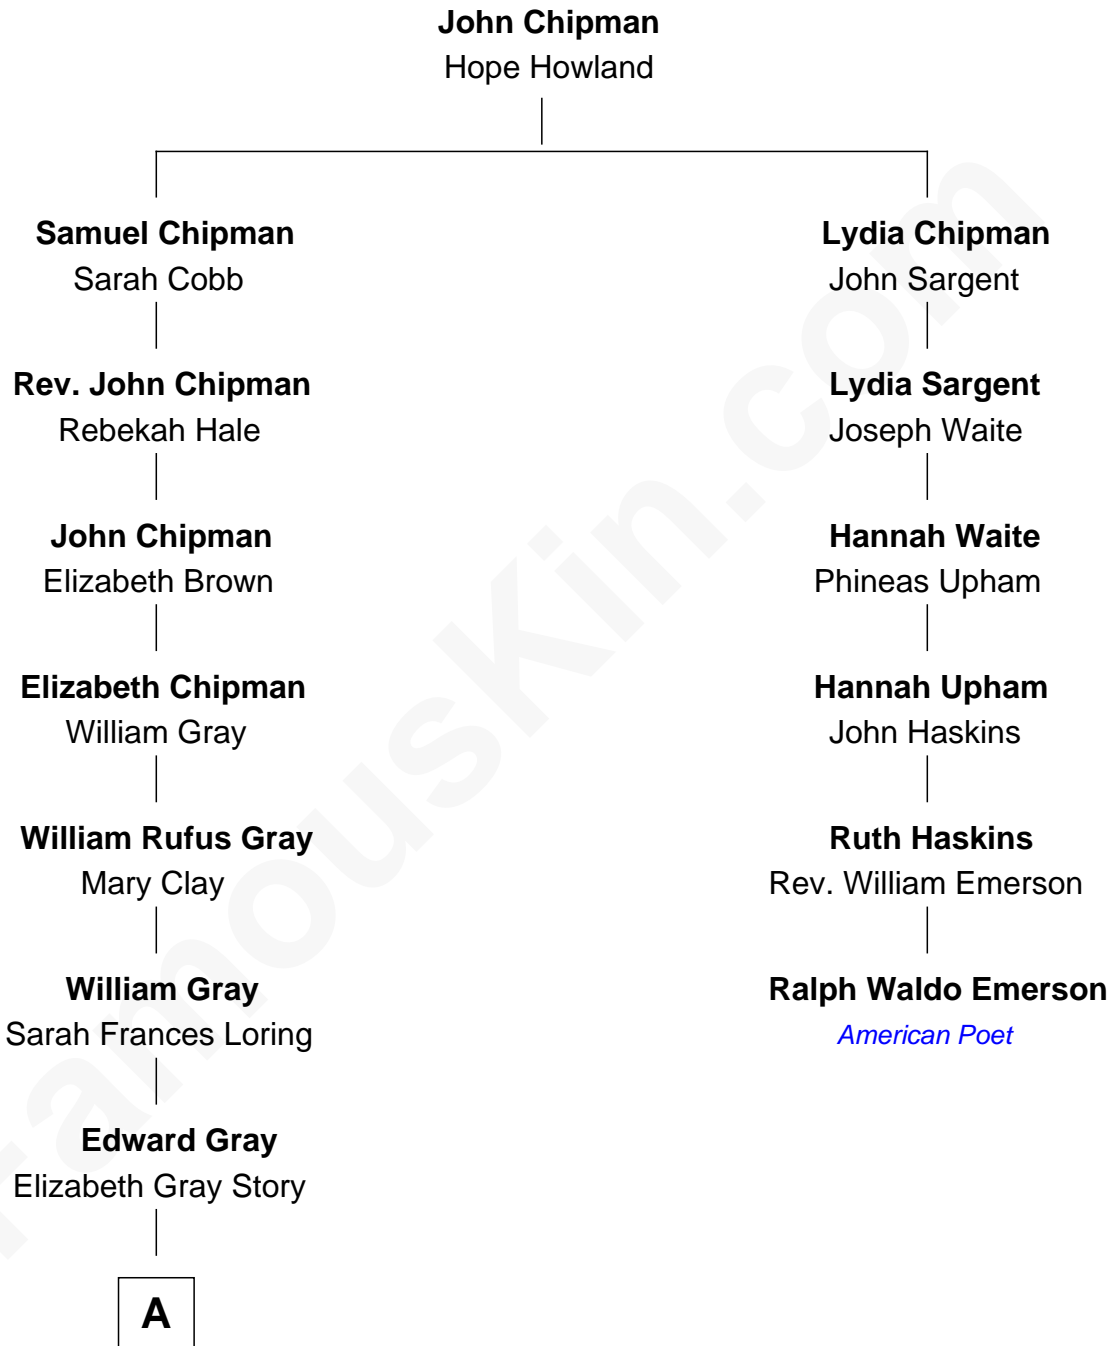 John Chipman
Hope Howland
Samuel Chipman
Sarah Cobb
Lydia Chipman
John Sargent
Rev. John Chipman
Rebekah Hale
Lydia Sargent
Joseph Waite
John Chipman
Elizabeth Brown
Hannah Waite
Phineas Upham
Elizabeth Chipman
William Gray
Hannah Upham
John Haskins
William Rufus Gray
Mary Clay
Ruth Haskins
Rev. William Emerson
William Gray
Sarah Frances Loring
Ralph Waldo Emerson
American Poet
Edward Gray
Elizabeth Gray Story
A
FamousKin.com